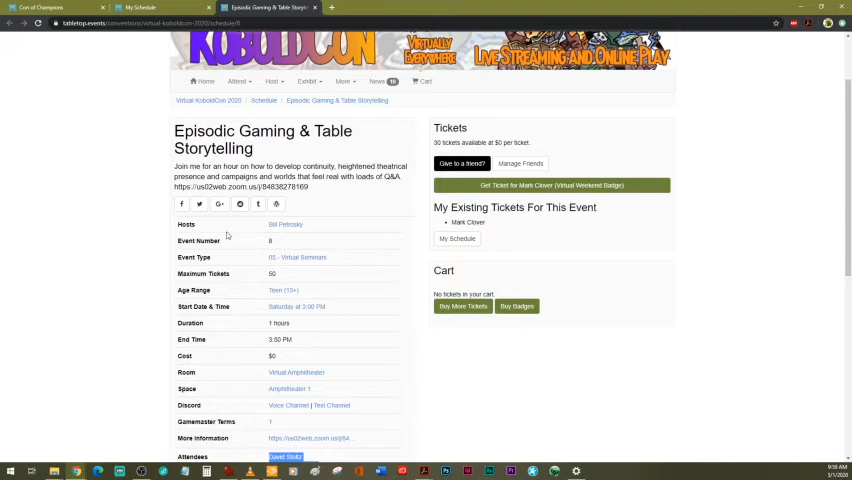 Con of Champions
My Schedule
Episodic Gaming & Table Storytelli
tabletop.events/conventions/virtual-koboldcon-2020/schedule/8
KOBOLDCON
VIRTUALLY
EVERYWHERE
LIVE STREAMING AND ONLINE PLAY
Home Attend Host Exhibit More News 10 Cart
Virtual KoboldCon 2020 / Schedule / Episodic Gaming & Table Storytelling
Episodic Gaming & Table
Storytelling
Join me for an hour on how to develop continuity, heightened theatrical
presence and campaigns and worlds that feel real with loads of Q&A.
https://us02web.zoom.us/j/84838278169
Hosts Bill Petrosky
Event Number 8
Event Type 05 - Virtual Seminars
Maximum Tickets 50
Age Range Teen (13+)
Start Date & Time Saturday at 3:00 PM
Duration 1 hours
End Time 3:50 PM
Cost $0
Room Virtual Amphitheater
Space Amphitheater 1
Discord Voice Channel | Text Channel
Gamemaster Terms 1
More Information https://us02web.zoom.us/j/84...
Attendees David Stultz
Tickets
30 tickets available at $0 per ticket.
Give to a friend? Manage Friends
Get Ticket for Mark Clover (Virtual Weekend Badge)
My Existing Tickets For This Event
Mark Clover
My Schedule
Cart
No tickets in your cart.
Buy More Tickets Buy Badges
9:59 AM
5/1/2020